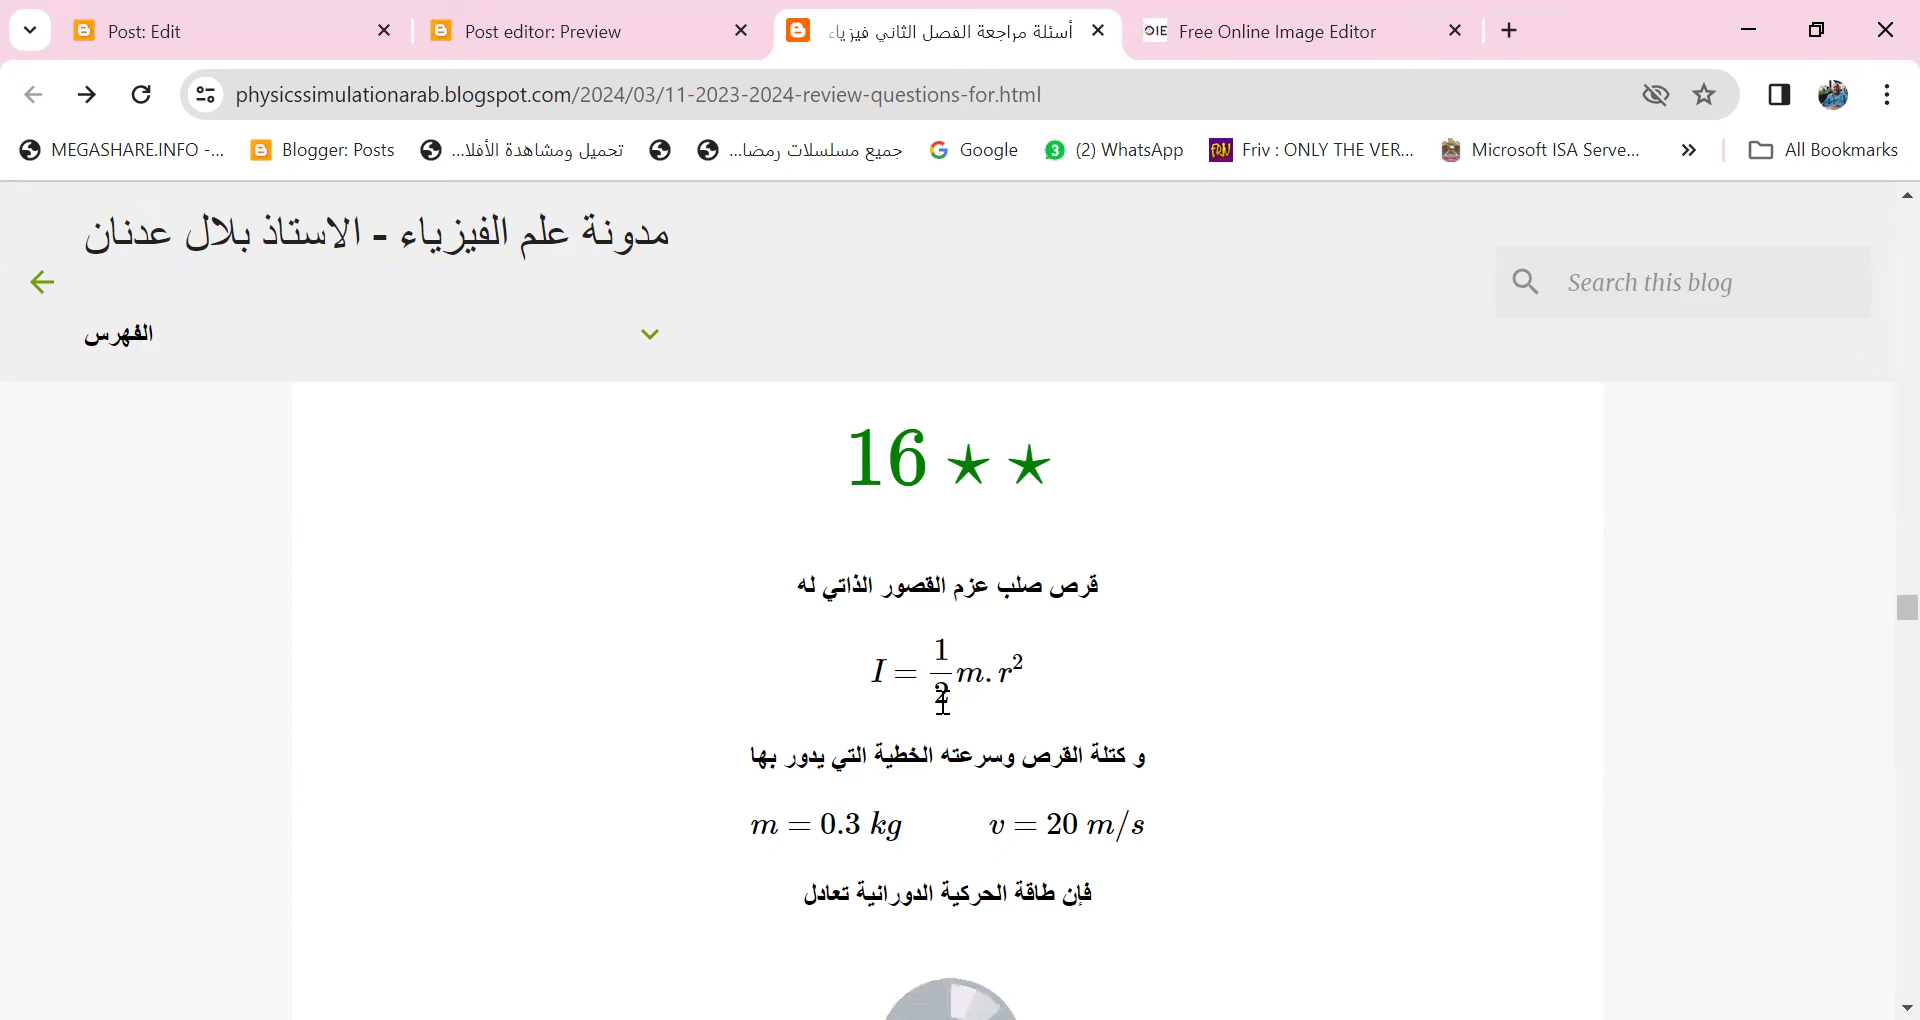 Post: Edit
Post editor: Preview
أسئلة مراجعة الفصل الثاني فيزياء
OIE Free Online Image Editor
physicssimulationarab.blogspot.com/2024/03/11-2023-2024-review-questions-for.html
MEGASHARE.INFO -...
Blogger: Posts
تحميل ومشاهدة الأفلا...
جميع مسلسلات رمضا...
Google
3 (2) WhatsApp
FRIV Friv : ONLY THE VER...
Microsoft ISA Serve...
All Bookmarks
مدونة علم الفيزياء - الاستاذ بلال عدنان
Search this blog
الفهرس
16 ★ ★
قرص صلب عزم القصور الذاتي له
I = 1/2 m. r²
و كتلة القرص وسرعته الخطية التي يدور بها
m = 0.3 kg v = 20 m/s
فإن طاقة الحركية الدورانية تعادل